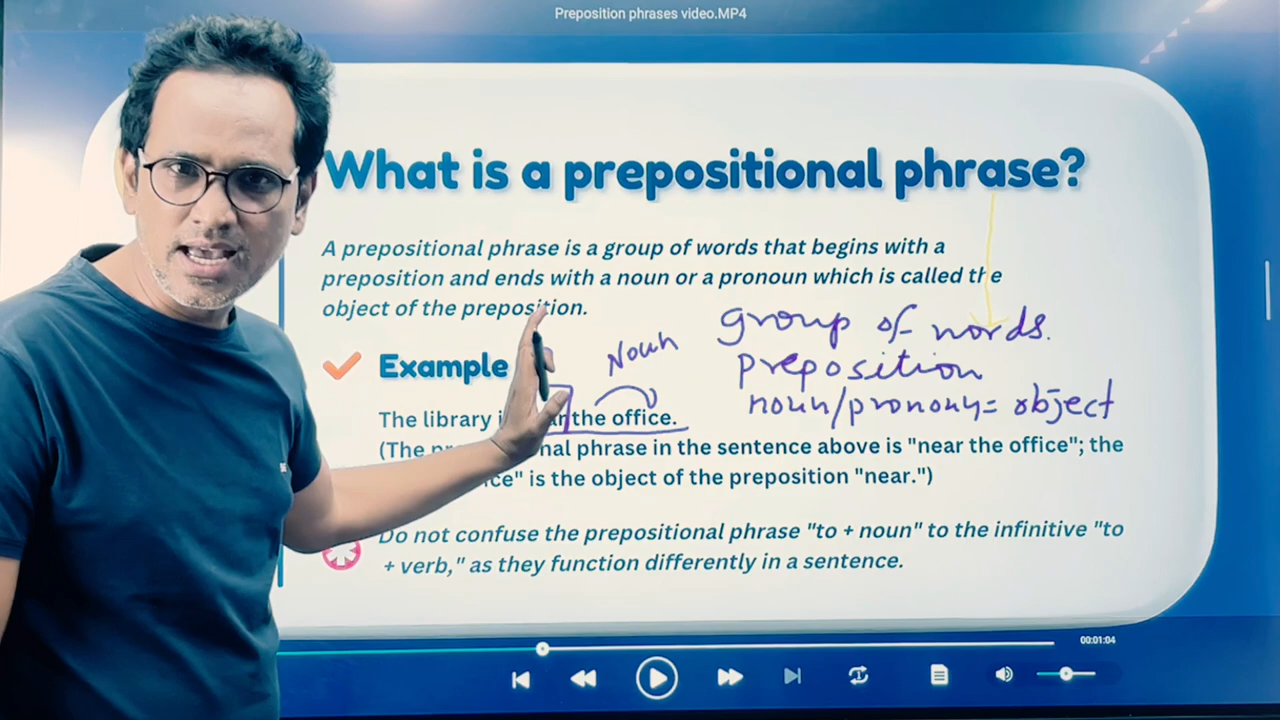 Preposition phrases video.MP4
What is a prepositional phrase?
A prepositional phrase is a group of words that begins with a
preposition and ends with a noun or a pronoun which is called the
object of the preposition.
group of words.
Noun
preposition
Example
noun/pronoun= object
The library the office.
(The nal phrase in the sentence above is "near the office"; the
ce" is the object of the preposition "near.")
Do not confuse the prepositional phrase "to + noun" to the infinitive "to
+ verb," as they function differently in a sentence.
00:01:04